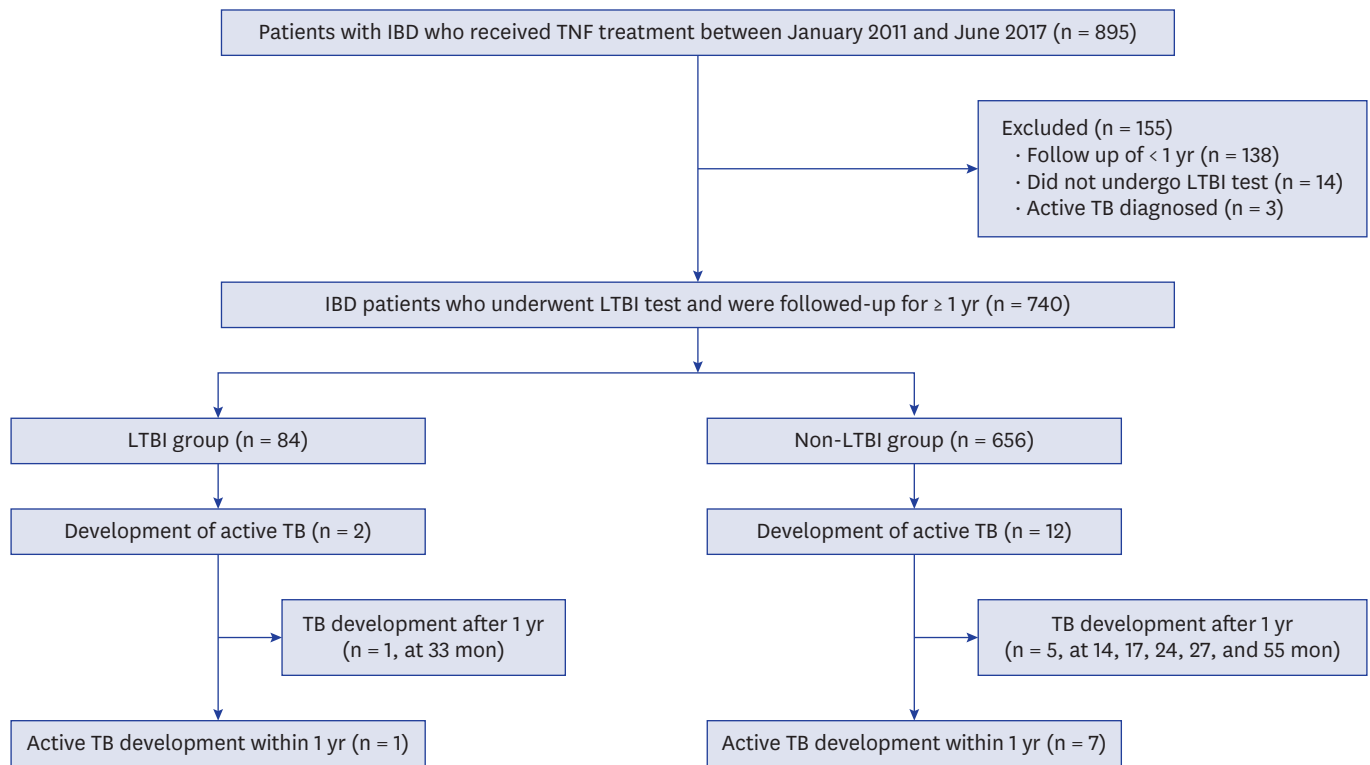 Patients with IBD who received TNF treatment between January 2011 and June 2017 (n = 895)
Excluded (n = 155)
· Follow up of < 1 yr (n = 138)
· Did not undergo LTBI test (n = 14)
· Active TB diagnosed (n = 3)
IBD patients who underwent LTBI test and were followed-up for ≥ 1 yr (n = 740)
LTBI group (n = 84)
Non-LTBI group (n = 656)
Development of active TB (n = 2)
Development of active TB (n = 12)
TB development after 1 yr
(n = 1, at 33 mon)
TB development after 1 yr
(n = 5, at 14, 17, 24, 27, and 55 mon)
Active TB development within 1 yr (n = 1)
Active TB development within 1 yr (n = 7)